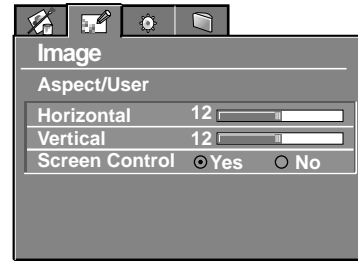 Image
Aspect/User
Horizontal 12
Vertical 12
Screen Control Yes No